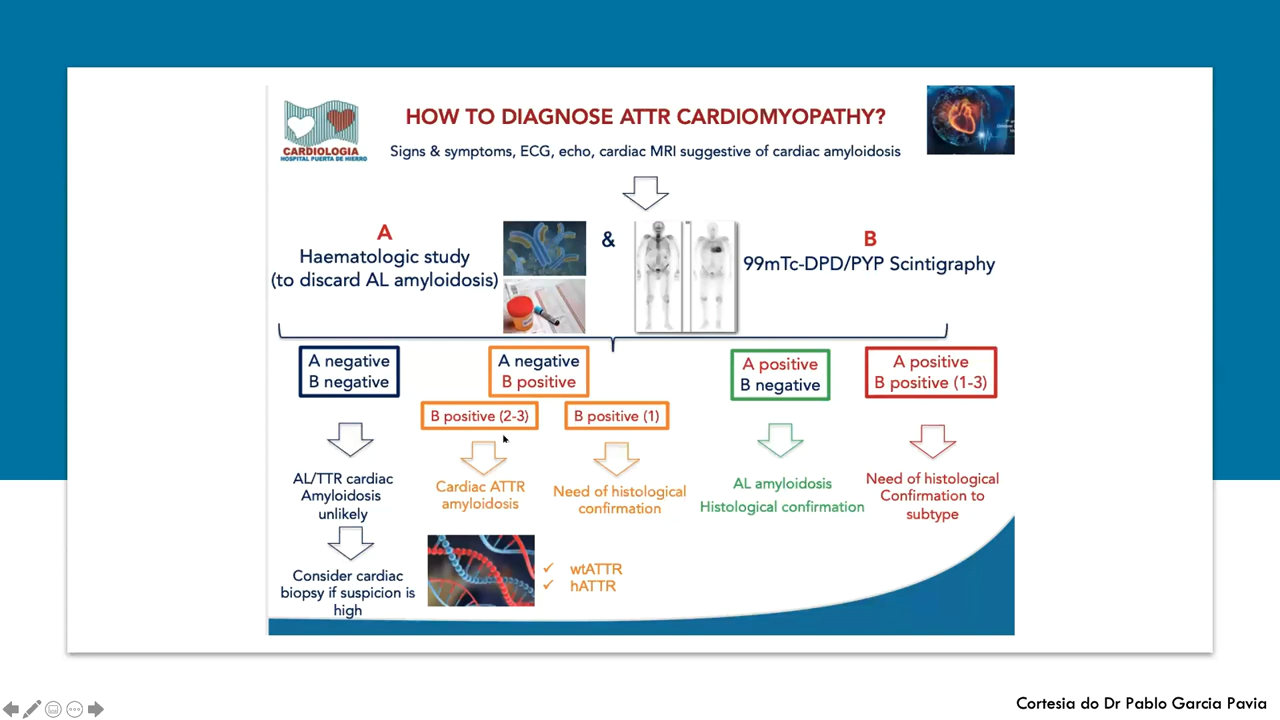 HOW TO DIAGNOSE ATTR CARDIOMYOPATHY?
CARDIOLOGIA
HOSPITAL PUERTA DE HIERRO
Signs & symptoms, ECG, echo, cardiac MRI suggestive of cardiac amyloidosis
A
Haematologic study
(to discard AL amyloidosis)
&
B
99mTc-DPD/PYP Scintigraphy
A negative
B negative
A negative
B positive
B positive (2-3)
B positive (1)
A positive
B negative
A positive
B positive (1-3)
AL/TTR cardiac
Amyloidosis
unlikely
Cardiac ATTR
amyloidosis
Need of histological
confirmation
AL amyloidosis
Histological confirmation
Need of histological
Confirmation to
subtype
Consider cardiac
biopsy if suspicion is
high
✓ wtATTR
✓ hATTR
Cortesia do Dr Pablo Garcia Pavia